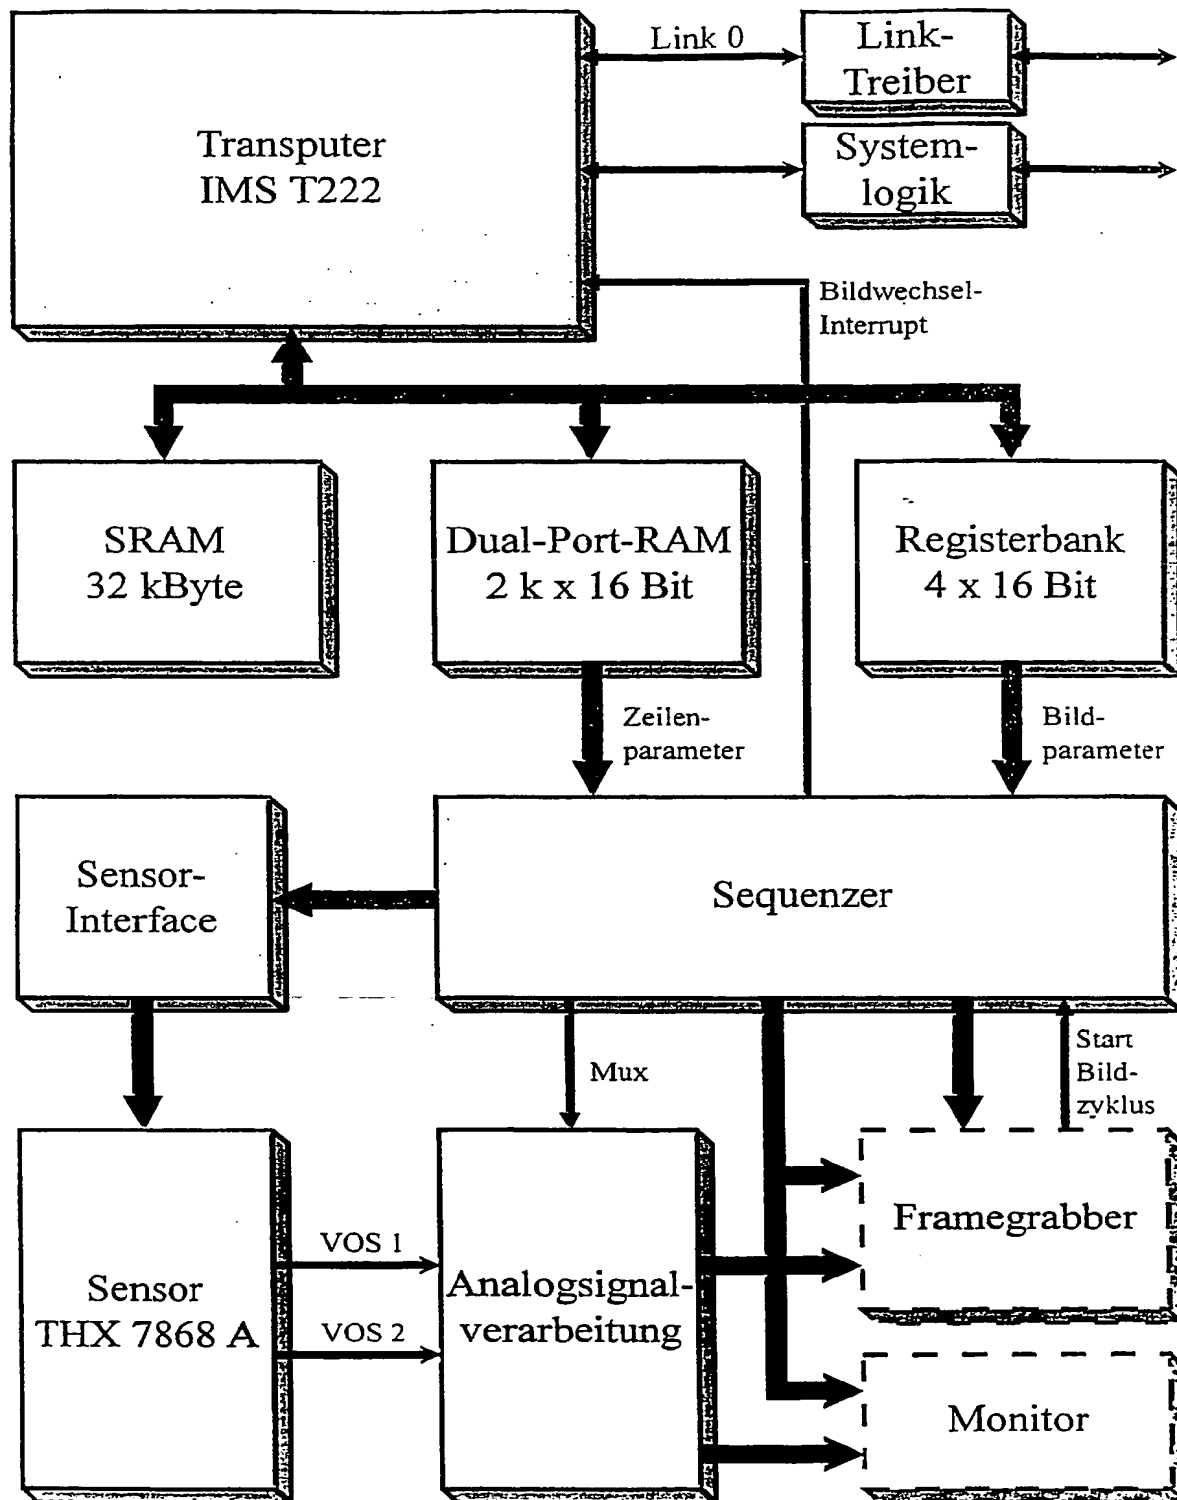 Link 0
Link-
Treiber
Transputer
IMS T222
System-
logik
Bildwechsel-
Interrupt
SRAM
32 kByte
Dual-Port-RAM
2 k x 16 Bit
Registerbank
4 x 16 Bit
Zeilen-
parameter
Bild-
parameter
Sensor-
Interface
Sequenzer
Mux
Start
Bild-
zyklus
Sensor
THX 7868 A
VOS 1
VOS 2
Analogsignal-
verarbeitung
Framegrabber
Monitor